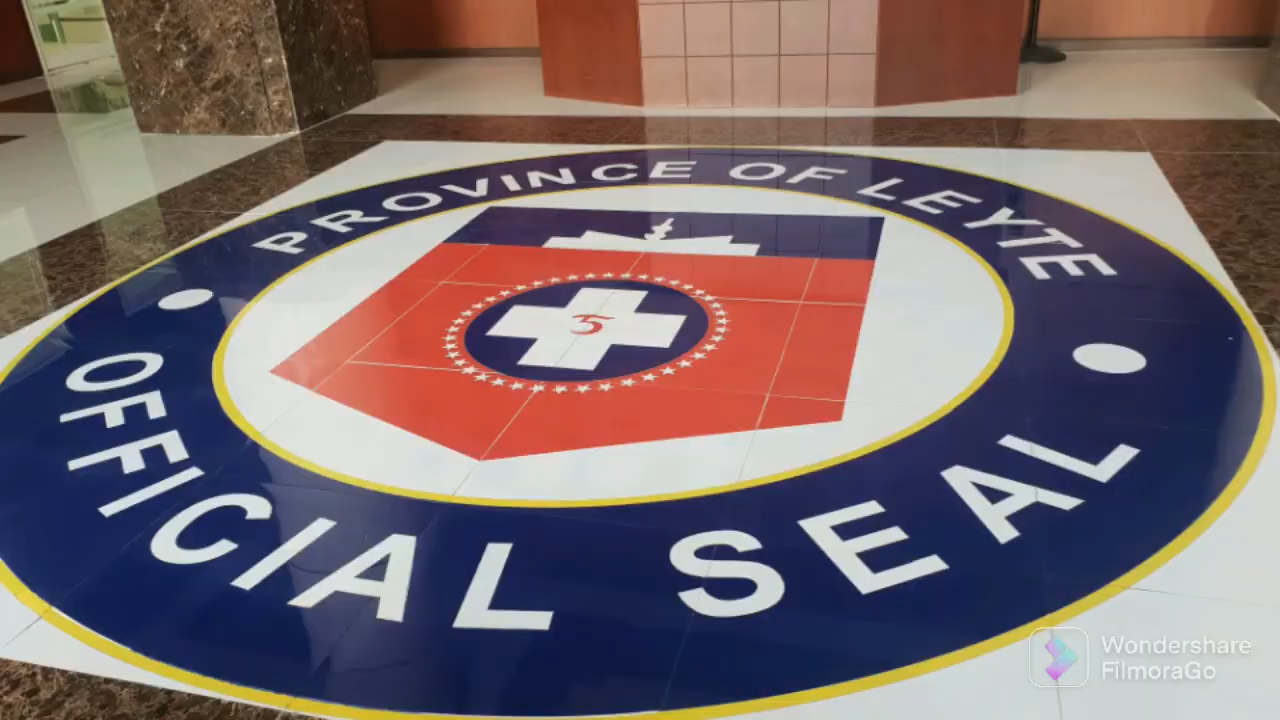 PROVINCE OF LEYTE
5
OFFICIAL SEAL
Wondershare
FilmoraGo